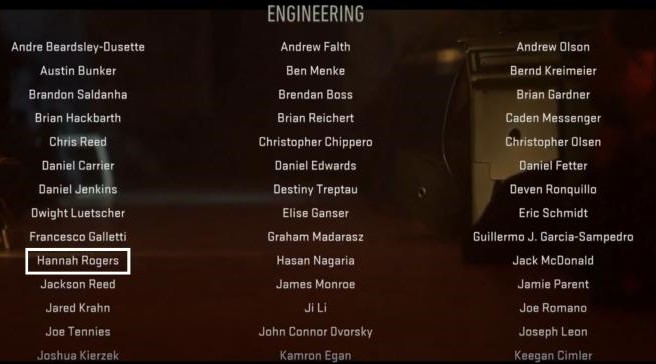 ENGINEERING
Andre Beardsley-Dusette Andrew Falth Andrew Olson
Austin Bunker Ben Menke Bernd Kreimeier
Brandon Saldanha Brendan Boss Brian Gardner
Brian Hackbarth Brian Reichert Caden Messenger
Chris Reed Christopher Chippero Christopher Olsen
Daniel Carrier Daniel Edwards Daniel Fetter
Daniel Jenkins Destiny Treptau Deven Ronquillo
Dwight Luetscher Elise Ganser Eric Schmidt
Francesco Galletti Graham Madarasz Guillermo J. Garcia-Sampedro
Hannah Rogers Hasan Nagaria Jack McDonald
Jackson Reed James Monroe Jamie Parent
Jared Krahn Ji Li Joe Romano
Joe Tennies John Connor Dvorsky Joseph Leon
Joshua Kierzek Kamron Egan Keegan Cimler